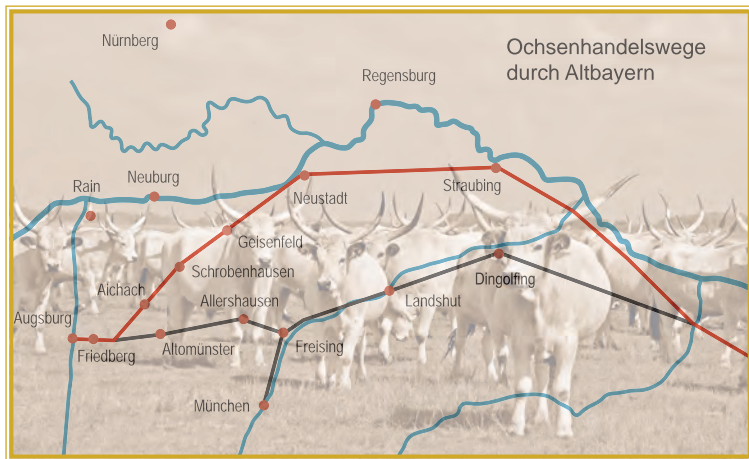 Nürnberg
Ochsenhandelswege
durch Altbayern
Regensburg
Rain
Neuburg
Neustadt
Straubing
Geisenfeld
Schrobenhausen
Dingolfing
Aichach
Allershausen
Landshut
Augsburg
Friedberg
Altomünster
Freising
München